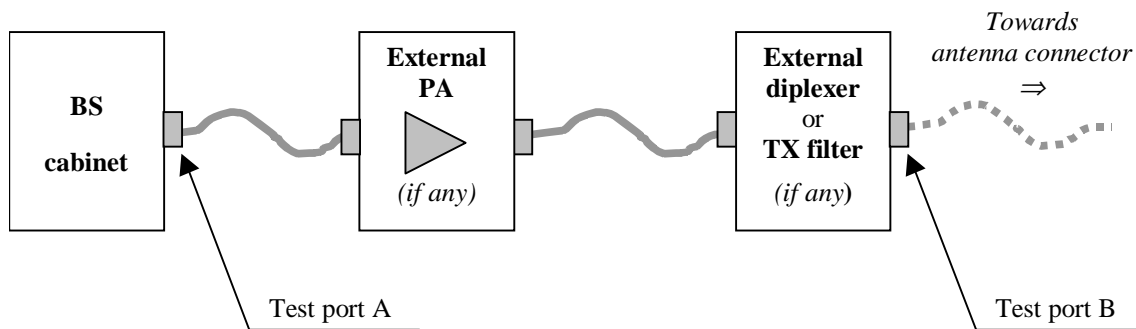 BS
cabinet
External
PA
(if any)
External
diplexer
or
TX filter
(if any)
Towards
antenna connector
⇒
Test port A
Test port B